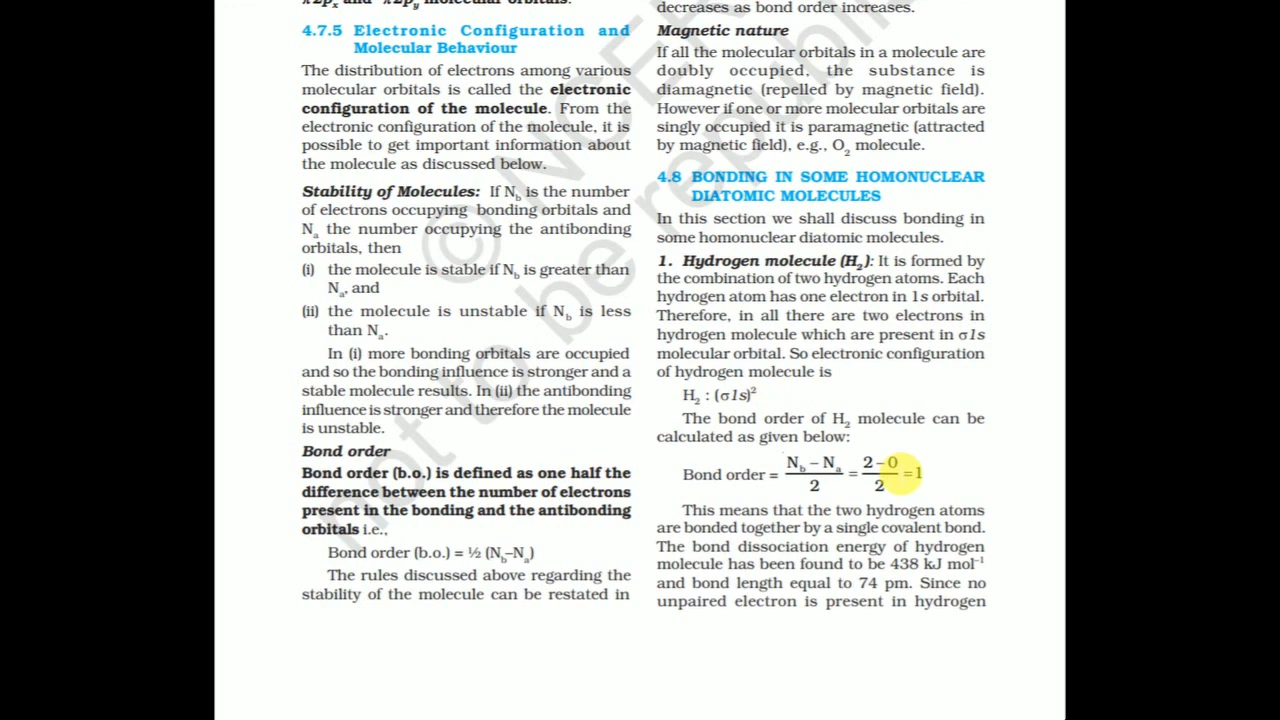 π2px and π2py molecular orbitals.
4.7.5 Electronic Configuration and
Molecular Behaviour
The distribution of electrons among various
molecular orbitals is called the electronic
configuration of the molecule. From the
electronic configuration of the molecule, it is
possible to get important information about
the molecule as discussed below.
Stability of Molecules: If Nb is the number
of electrons occupying bonding orbitals and
Na the number occupying the antibonding
orbitals, then
(i) the molecule is stable if Nb is greater than
Na, and
(ii) the molecule is unstable if Nb is less
than Na.
In (i) more bonding orbitals are occupied
and so the bonding influence is stronger and a
stable molecule results. In (ii) the antibonding
influence is stronger and therefore the molecule
is unstable.
Bond order
Bond order (b.o.) is defined as one half the
difference between the number of electrons
present in the bonding and the antibonding
orbitals i.e.,
Bond order (b.o.) = ½ (Nb–Na)
The rules discussed above regarding the
stability of the molecule can be restated in
decreases as bond order increases.
Magnetic nature
If all the molecular orbitals in a molecule are
doubly occupied, the substance is
diamagnetic (repelled by magnetic field).
However if one or more molecular orbitals are
singly occupied it is paramagnetic (attracted
by magnetic field), e.g., O₂ molecule.
4.8 BONDING IN SOME HOMONUCLEAR
DIATOMIC MOLECULES
In this section we shall discuss bonding in
some homonuclear diatomic molecules.
1. Hydrogen molecule (H₂): It is formed by
the combination of two hydrogen atoms. Each
hydrogen atom has one electron in 1s orbital.
Therefore, in all there are two electrons in
hydrogen molecule which are present in σ1s
molecular orbital. So electronic configuration
of hydrogen molecule is
H₂ : (σ1s)²
The bond order of H₂ molecule can be
calculated as given below:
Bond order = (Nb – Na)/2 = (2 – 0)/2 = 1
This means that the two hydrogen atoms
are bonded together by a single covalent bond.
The bond dissociation energy of hydrogen
molecule has been found to be 438 kJ mol⁻¹
and bond length equal to 74 pm. Since no
unpaired electron is present in hydrogen
© NCER
not to be republi